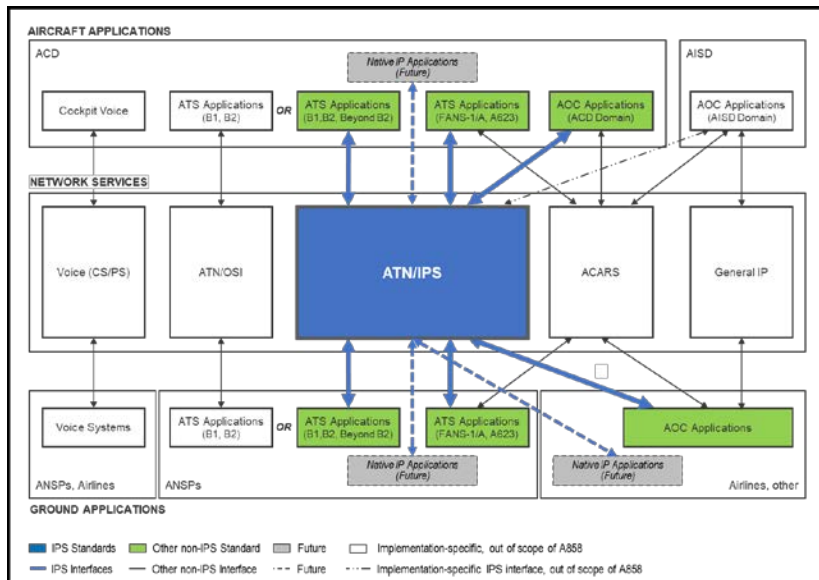 AIRCRAFT APPLICATIONS
ACD
AISD
Native IP Applications
(Future)
Cockpit Voice
ATS Applications
(B1, B2)
OR
ATS Applications
(B1,B2, Beyond B2)
ATS Applications
(FANS-1/A, A623)
AOC Applications
(ACD Domain)
AOC Applications
(AISD Domain)
NETWORK SERVICES
Voice (CS/PS)
ATN/OSI
ATN/IPS
ACARS
General IP
Voice Systems
ATS Applications
(B1, B2)
OR
ATS Applications
(B1,B2, Beyond B2)
ATS Applications
(FANS-1/A, A623)
AOC Applications
Native IP Applications
(Future)
Native IP Applications
(Future)
ANSPs, Airlines
ANSPs
Airlines, other
GROUND APPLICATIONS
IPS Standards
Other non-IPS Standard
Future
Implementation-specific, out of scope of A858
IPS Interfaces
Other non-IPS Interface
Future
Implementation-specific IPS interface, out of scope of A858